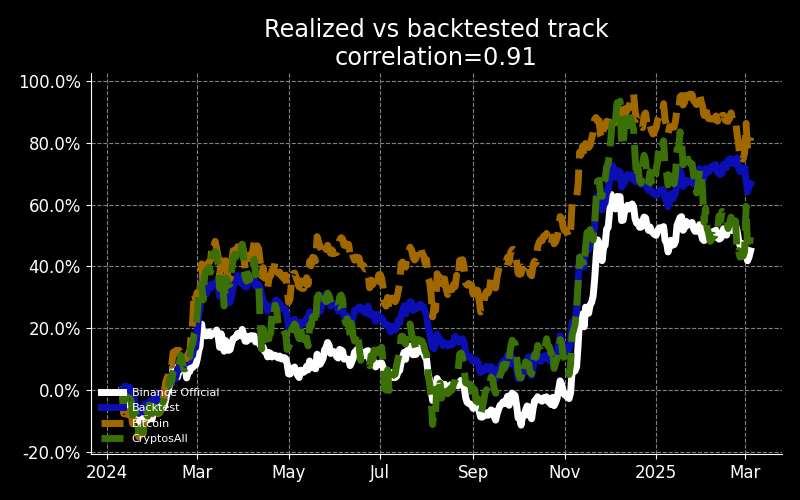 Realized vs backtested track
correlation=0.91
100.0%
80.0%
60.0%
40.0%
20.0%
0.0%
-20.0%
Binance Official
Backtest
Bitcoin
CryptosAll
2024
Mar
May
Jul
Sep
Nov
2025
Mar